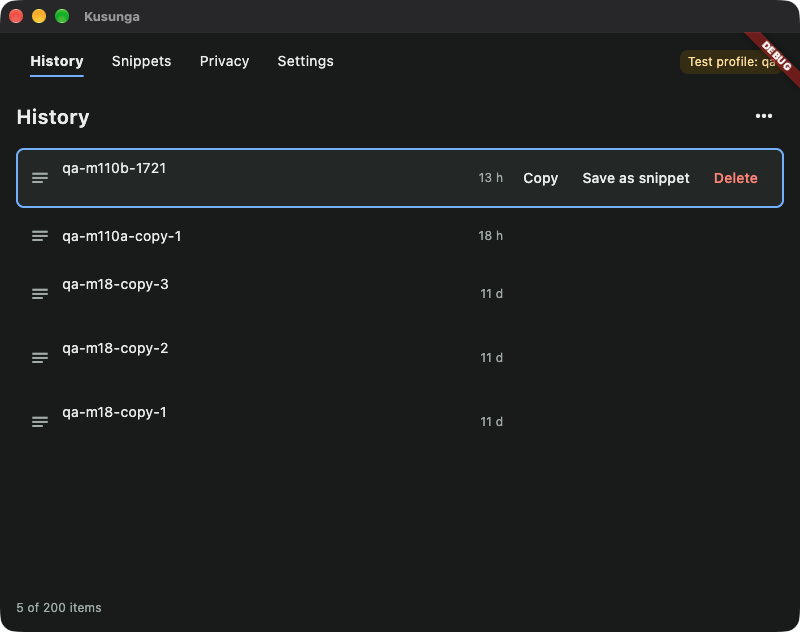 Kusunga
History Snippets Privacy Settings
Test profile: qa
DEBUG
History
qa-m110b-1721 13 h Copy Save as snippet Delete
qa-m110a-copy-1 18 h
qa-m18-copy-3 11 d
qa-m18-copy-2 11 d
qa-m18-copy-1 11 d
5 of 200 items